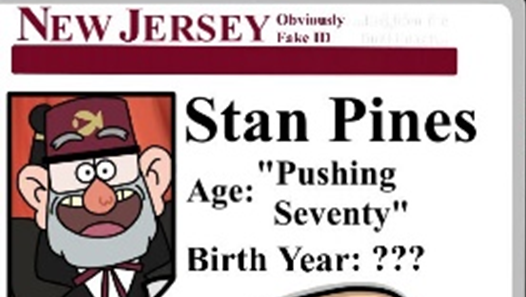 NEW JERSEY Obviously
Fake ID
Stan Pines
Age: "Pushing
Seventy"
Birth Year: ???